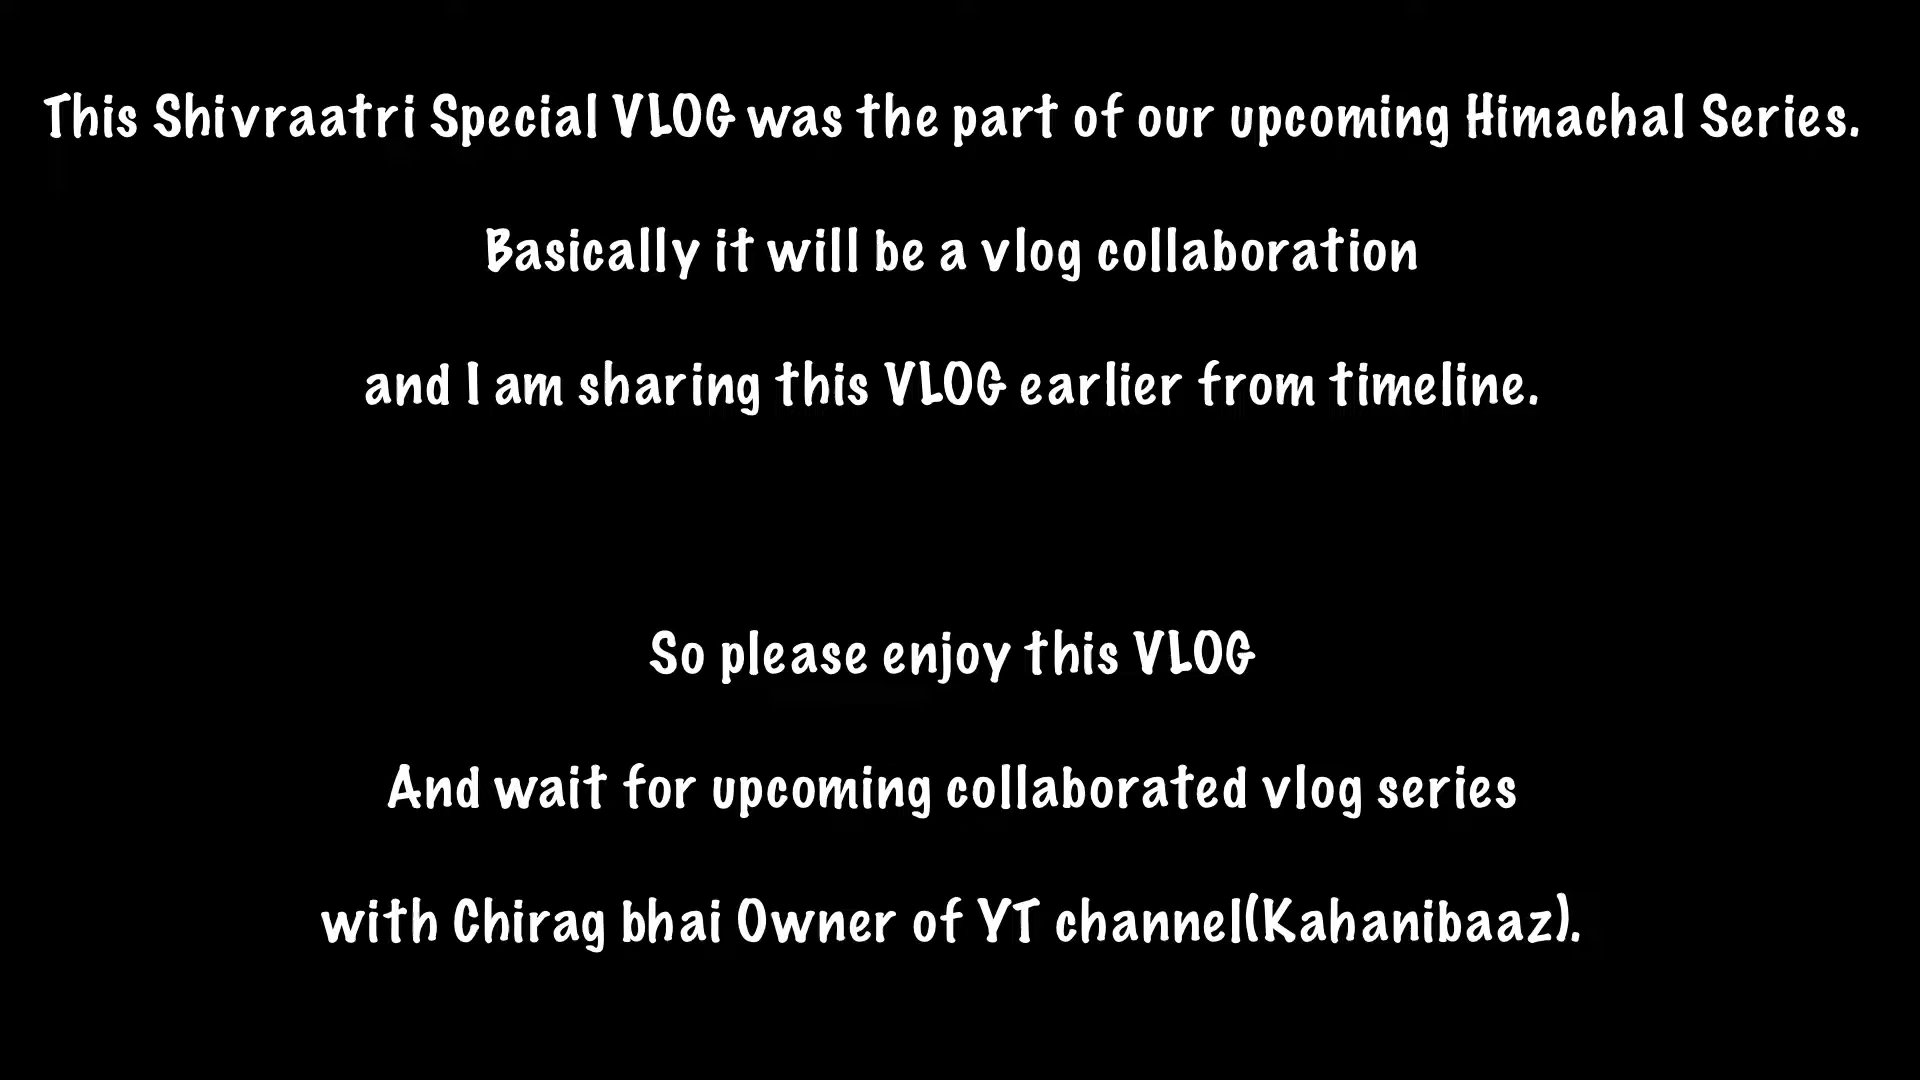 This Shivraatri Special VLOG was the part of our upcoming Himachal Series.
Basically it will be a vlog collaboration
and I am sharing this VLOG earlier from timeline.
So please enjoy this VLOG
And wait for upcoming collaborated vlog series
with Chirag bhai Owner of YT channel(Kahanibaaz).